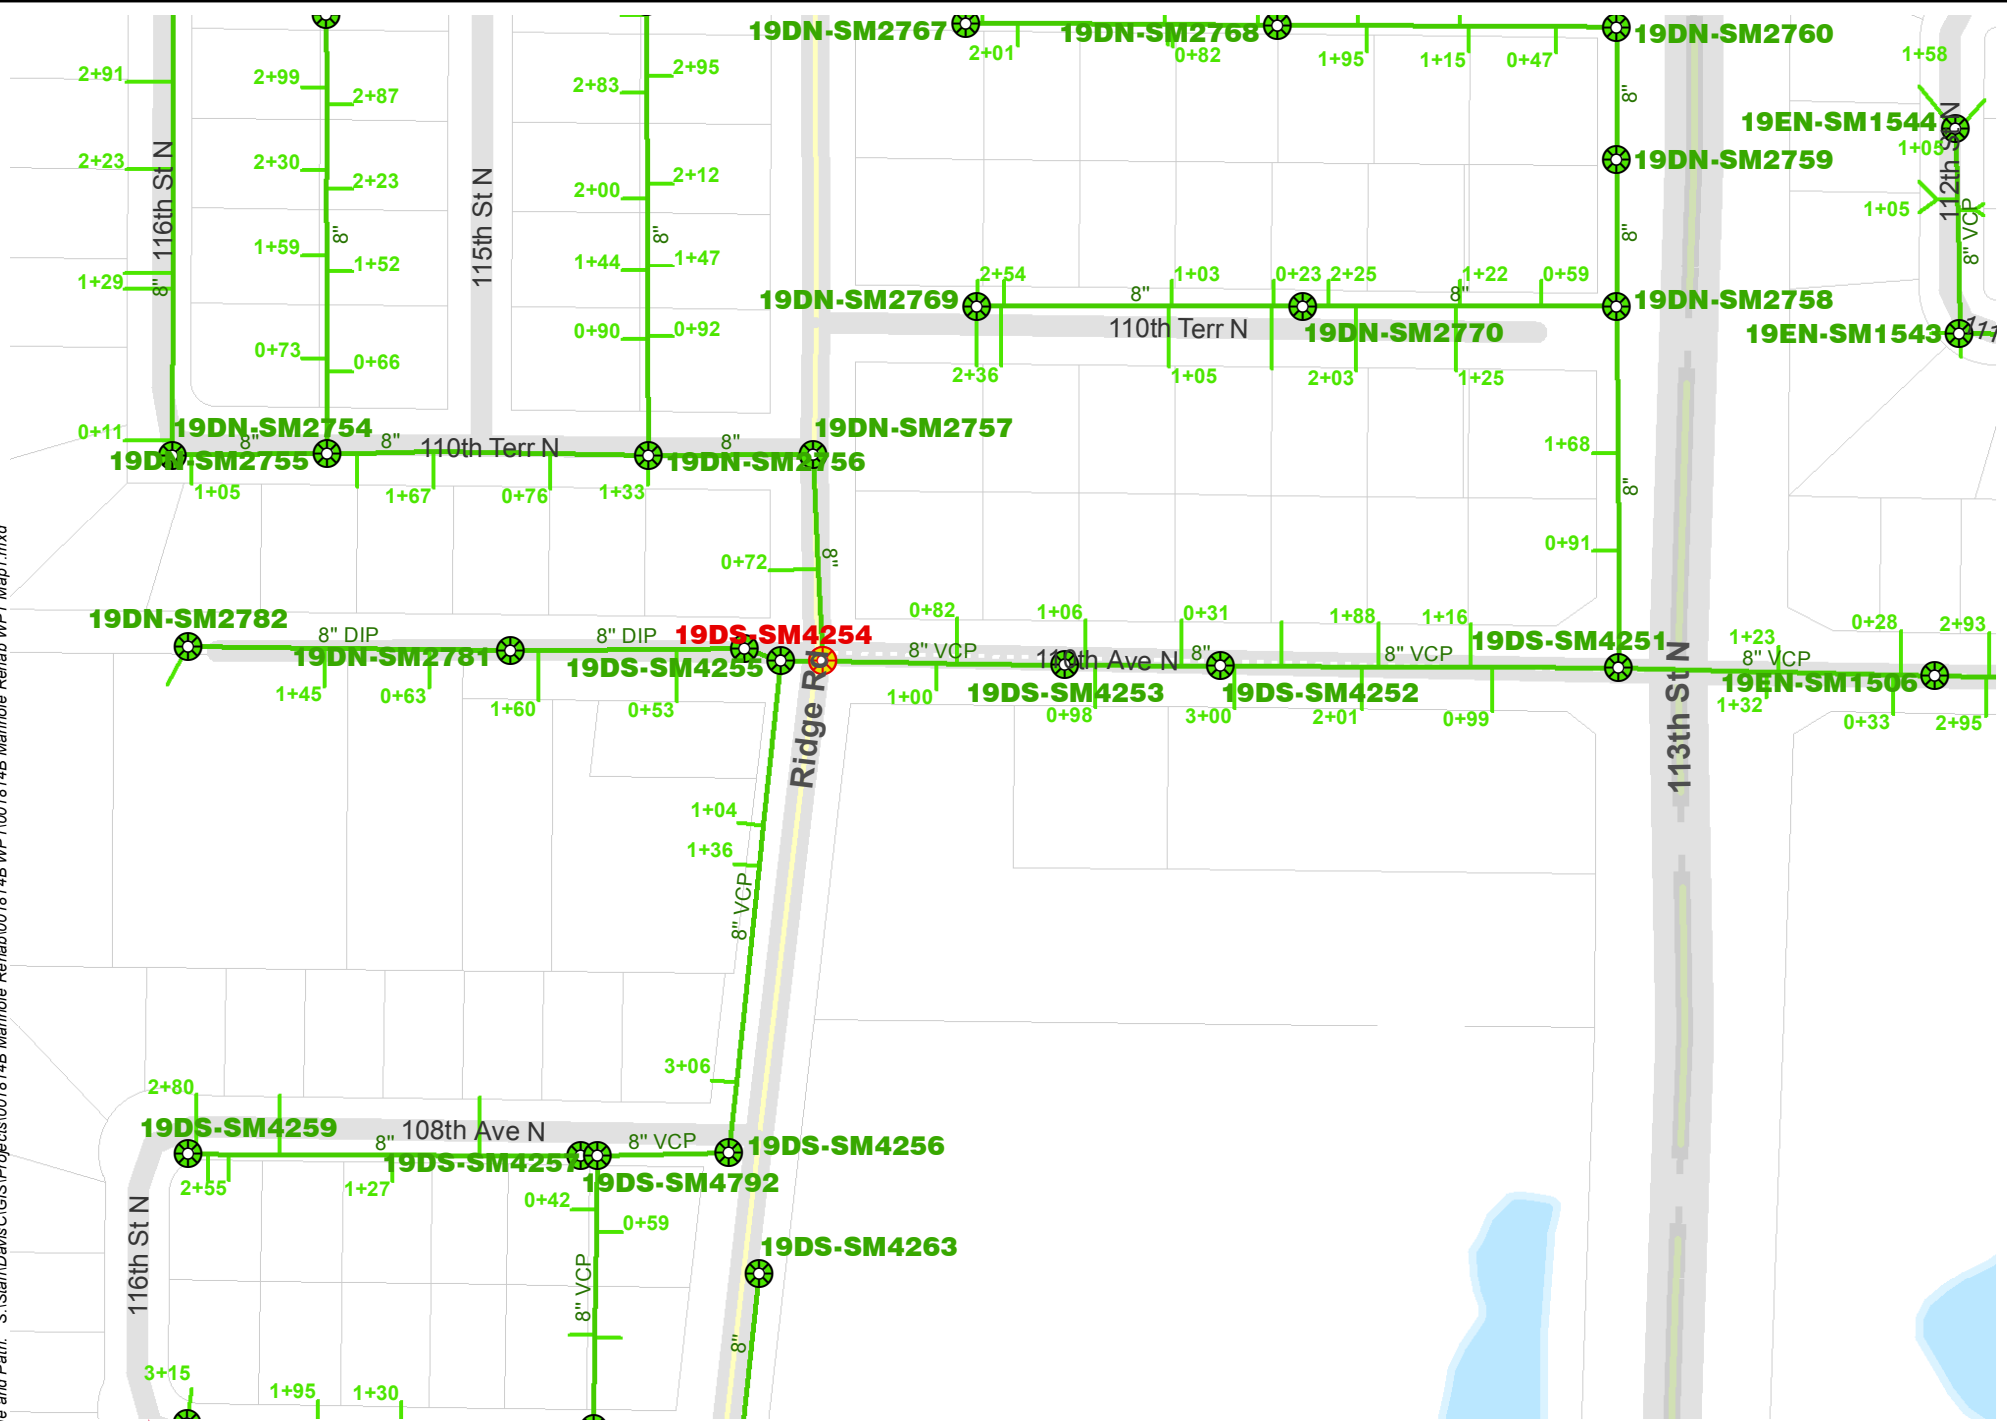 19DN-SM2767
19DN-SM2768
19DN-SM2760
2+01
0+82
1+95
1+15
0+47
1+58
2+91
2+99
2+87
2+83
2+95
8"
19EN-SM1544
1+05
19DN-SM2759
112th St N
2+23
116th St N
2+30
2+23
115th St N
2+00
2+12
1+05
8" VCP
8"
8"
8"
1+59
1+52
1+44
1+47
1+29
8"
2+54
1+03
0+23
2+25
1+22
0+59
8"
8"
19DN-SM2769
19DN-SM2758
110th Terr N
19DN-SM2770
19EN-SM1543
0+90
0+92
0+73
0+66
2+36
1+05
2+03
1+25
0+11
19DN-SM2754
19DN-SM2757
8"
8"
110th Terr N
8"
1+68
19DN-SM2755
19DN-SM2756
1+05
1+67
0+76
1+33
8"
0+72
8"
0+91
19DN-SM2782
0+82
1+06
0+31
1+88
1+16
0+28
2+93
8" DIP
8" DIP
19DS-SM4254
19DS-SM4251
1+23
19DN-SM2781
19DS-SM4255
8" VCP
110th Ave N
8"
8" VCP
8" VCP
1+45
0+63
1+60
0+53
1+00
19DS-SM4253
0+98
19DS-SM4252
3+00
2+01
0+99
19EN-SM1506
1+32
0+33
2+95
Ridge Rd
113th St N
1+04
1+36
8" VCP
3+06
2+80
19DS-SM4259
8"
108th Ave N
8" VCP
19DS-SM4256
19DS-SM4257
19DS-SM4792
2+55
1+27
0+42
0+59
116th St N
8" VCP
19DS-SM4263
8"
3+15
1+95
1+30